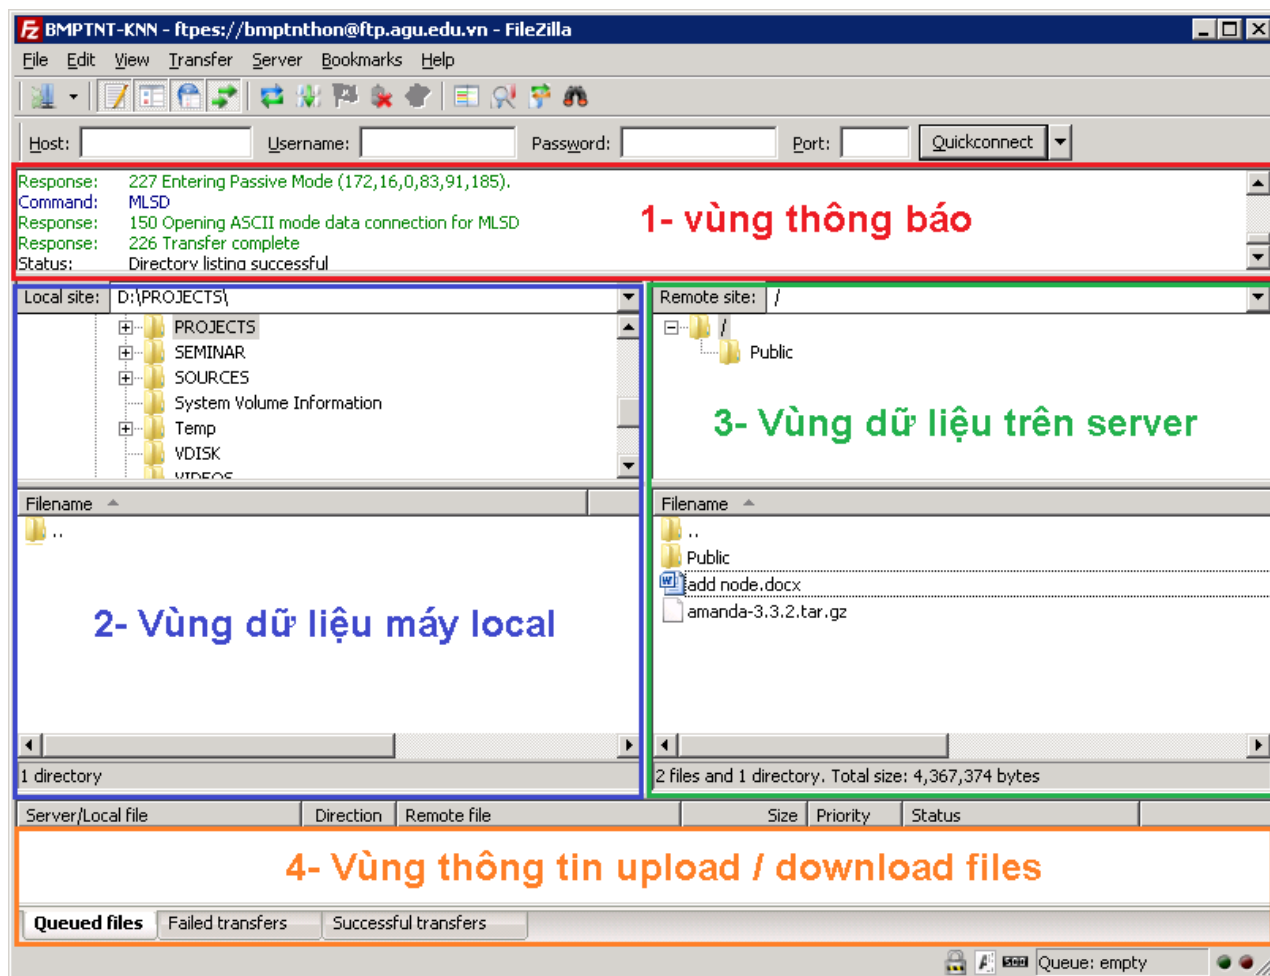 BMPTNT-KNN - ftpes://bmptnthon@ftp.agu.edu.vn - FileZilla
File Edit View Transfer Server Bookmarks Help
Host: Username: Password: Port: Quickconnect
Response: 227 Entering Passive Mode (172,16,0,83,91,185).
Command: MLSD
Response: 150 Opening ASCII mode data connection for MLSD
Response: 226 Transfer complete
Status: Directory listing successful
1- vùng thông báo
Local site: D:\PROJECTS\
PROJECTS
SEMINAR
SOURCES
System Volume Information
Temp
VDISK
VIDEOS
Filename
..
2- Vùng dữ liệu máy local
1 directory
Remote site: /
/
Public
3- Vùng dữ liệu trên server
Filename
..
Public
add node.docx
amanda-3.3.2.tar.gz
2 files and 1 directory. Total size: 4,367,374 bytes
Server/Local file Direction Remote file Size Priority Status
4- Vùng thông tin upload / download files
Queued files Failed transfers Successful transfers
Queue: empty